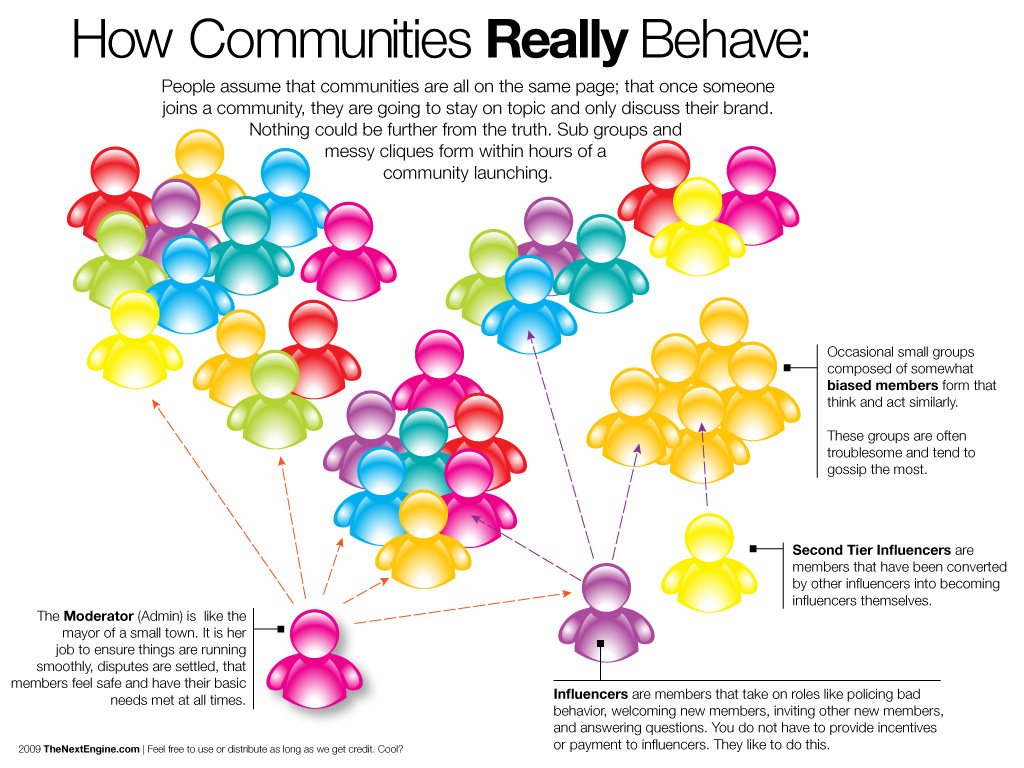 How Communities Really Behave:
People assume that communities are all on the same page; that once someone
joins a community, they are going to stay on topic and only discuss their brand.
Nothing could be further from the truth. Sub groups and
messy cliques form within hours of a
community launching.
Occasional small groups
composed of somewhat
biased members form that
think and act similarly.
These groups are often
troublesome and tend to
gossip the most.
Second Tier Influencers are
members that have been converted
by other influencers into becoming
influencers themselves.
The Moderator (Admin) is like the
mayor of a small town. It is her
job to ensure things are running
smoothly, disputes are settled, that
members feel safe and have their basic
needs met at all times.
Influencers are members that take on roles like policing bad
behavior, welcoming new members, inviting other new members,
and answering questions. You do not have to provide incentives
or payment to influencers. They like to do this.
2009 TheNextEngine.com | Feel free to use or distribute as long as we get credit. Cool?